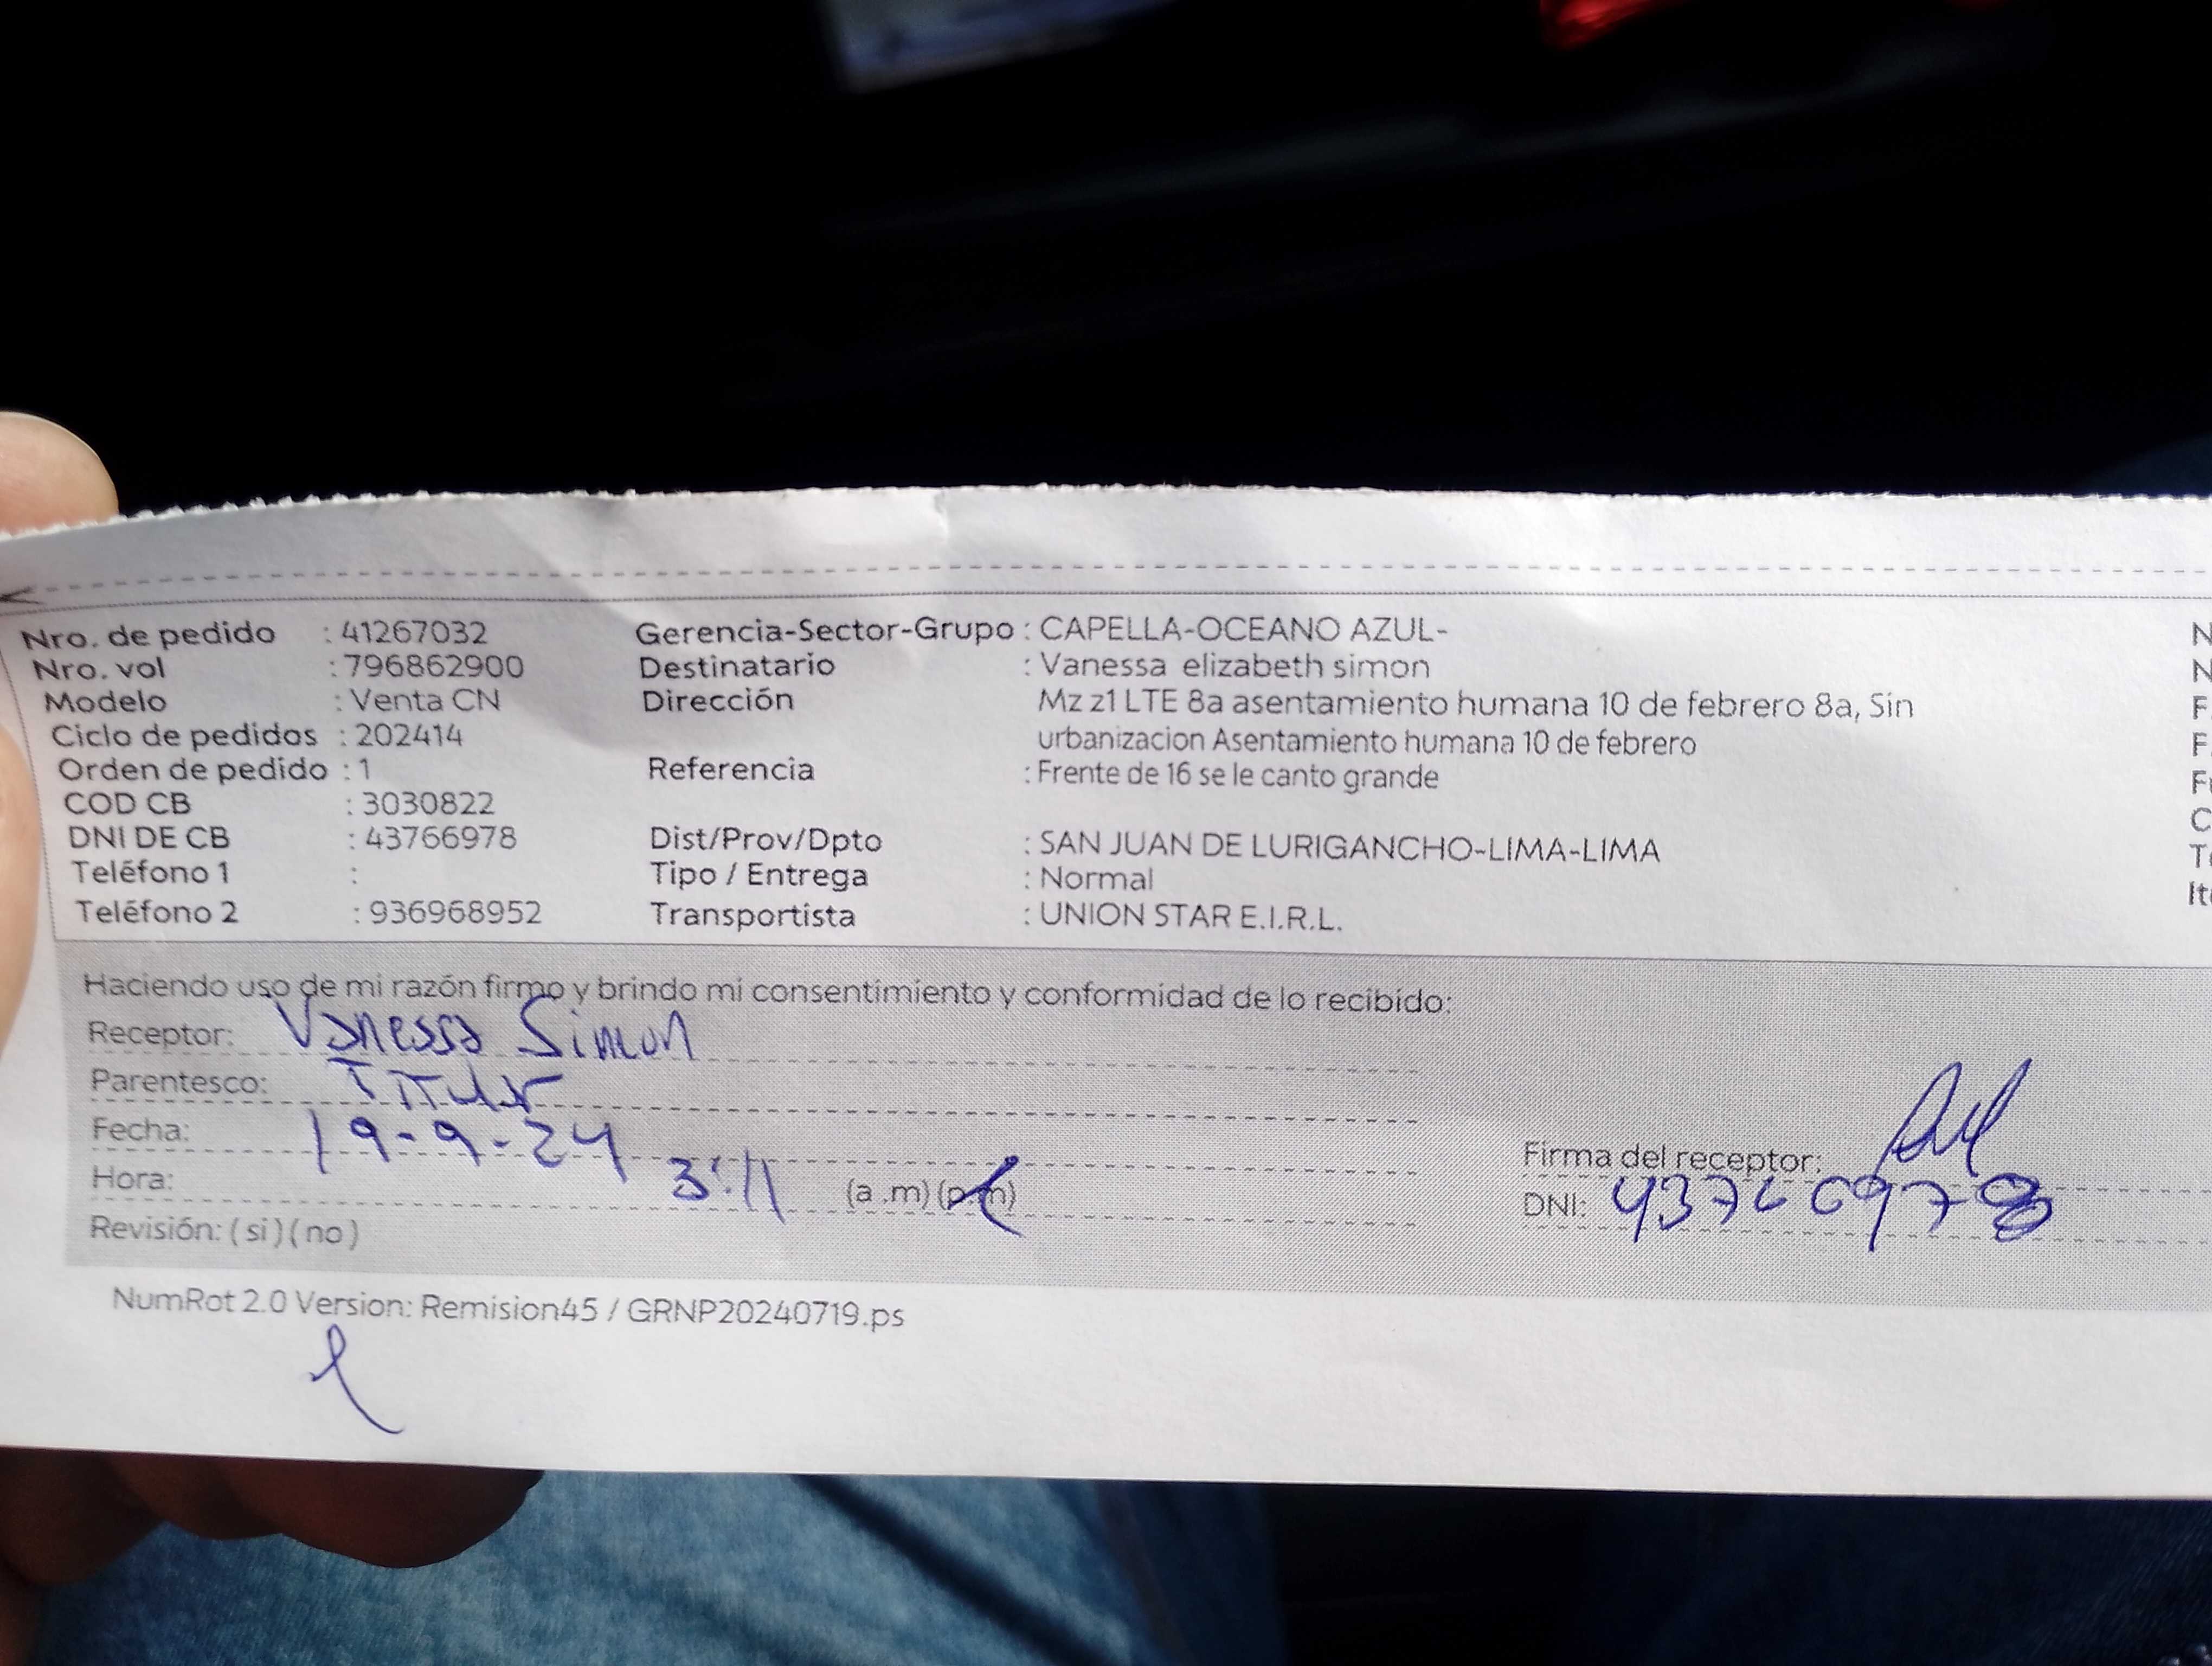 Nro. de pedido : 41267032 Gerencia-Sector-Grupo : CAPELLA-OCEANO AZUL- N
Nro. vol : 796862900 Destinatario : Vanessa elizabeth simon N
Modelo : Venta CN Dirección Mz z1 LTE 8a asentamiento humana 10 de febrero 8a, Sin F
Ciclo de pedidos : 202414 urbanizacion Asentamiento humana 10 de febrero F
Orden de pedido : 1 Referencia : Frente de 16 se le canto grande F
COD CB : 3030822 C
DNI DE CB : 43766978 Dist/Prov/Dpto : SAN JUAN DE LURIGANCHO-LIMA-LIMA T
Teléfono 1 : Tipo / Entrega : Normal It
Teléfono 2 : 936968952 Transportista : UNION STAR E.I.R.L.
Haciendo uso de mi razón firmo y brindo mi consentimiento y conformidad de lo recibido:
Receptor: Vanessa Simon
Parentesco:
Fecha: 19-9-24
Hora: 3:11 (a .m) (p.m)
Firma del receptor:
DNI: 43766978
Revisión: ( si ) ( no )
NumRot 2.0 Version: Remision45 / GRNP20240719.ps